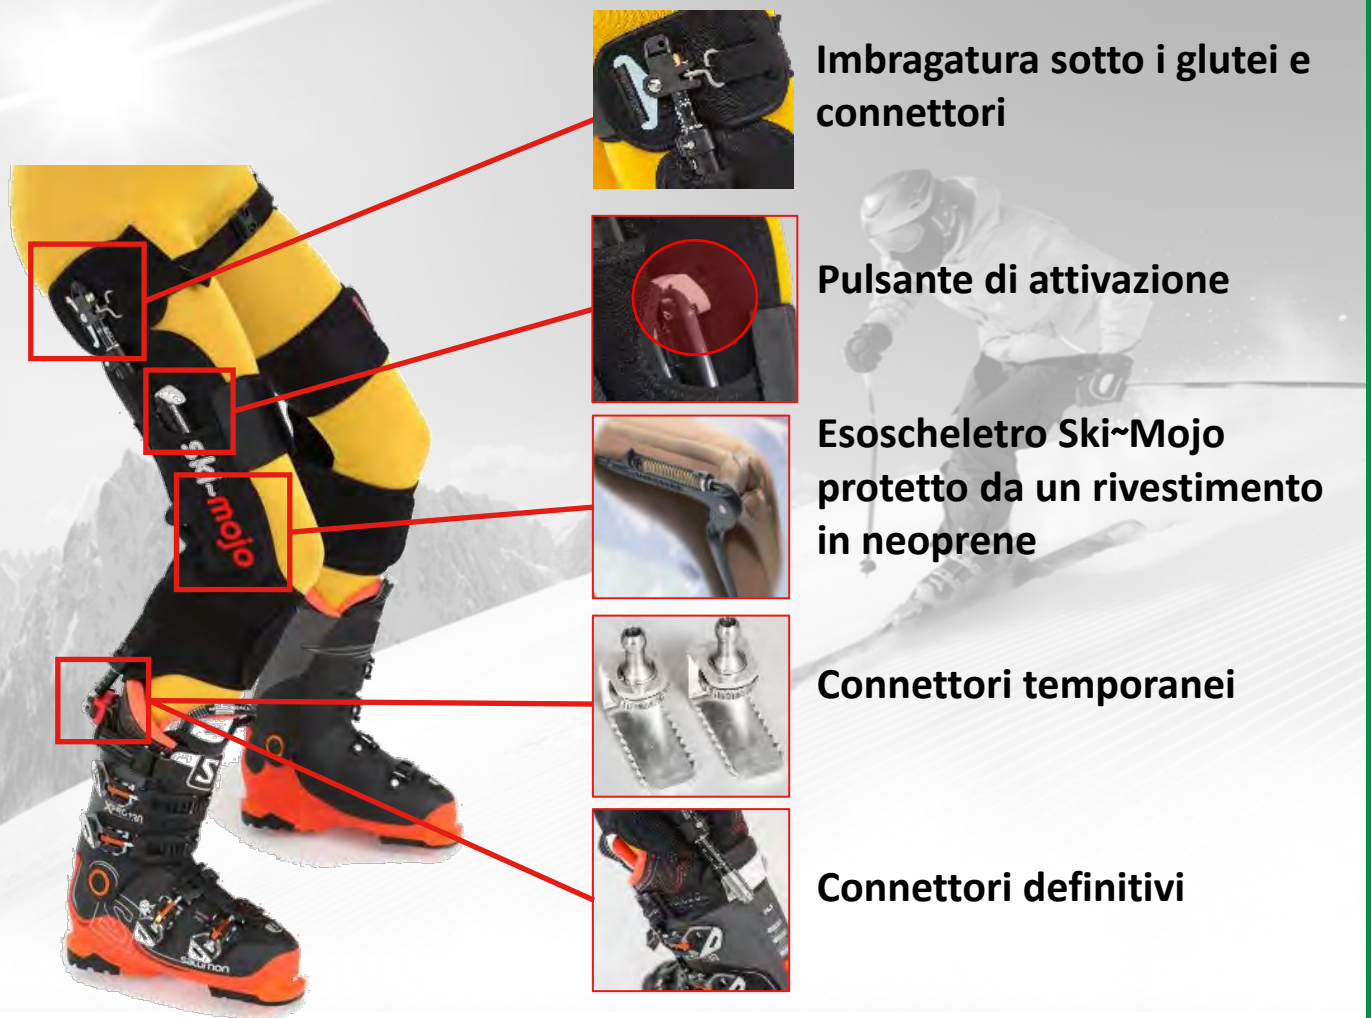 Imbragatura sotto i glutei e
connettori
Pulsante di attivazione
Esoscheletro Ski~Mojo
protetto da un rivestimento
in neoprene
Connettori temporanei
Connettori definitivi
ski~mojo
salomon